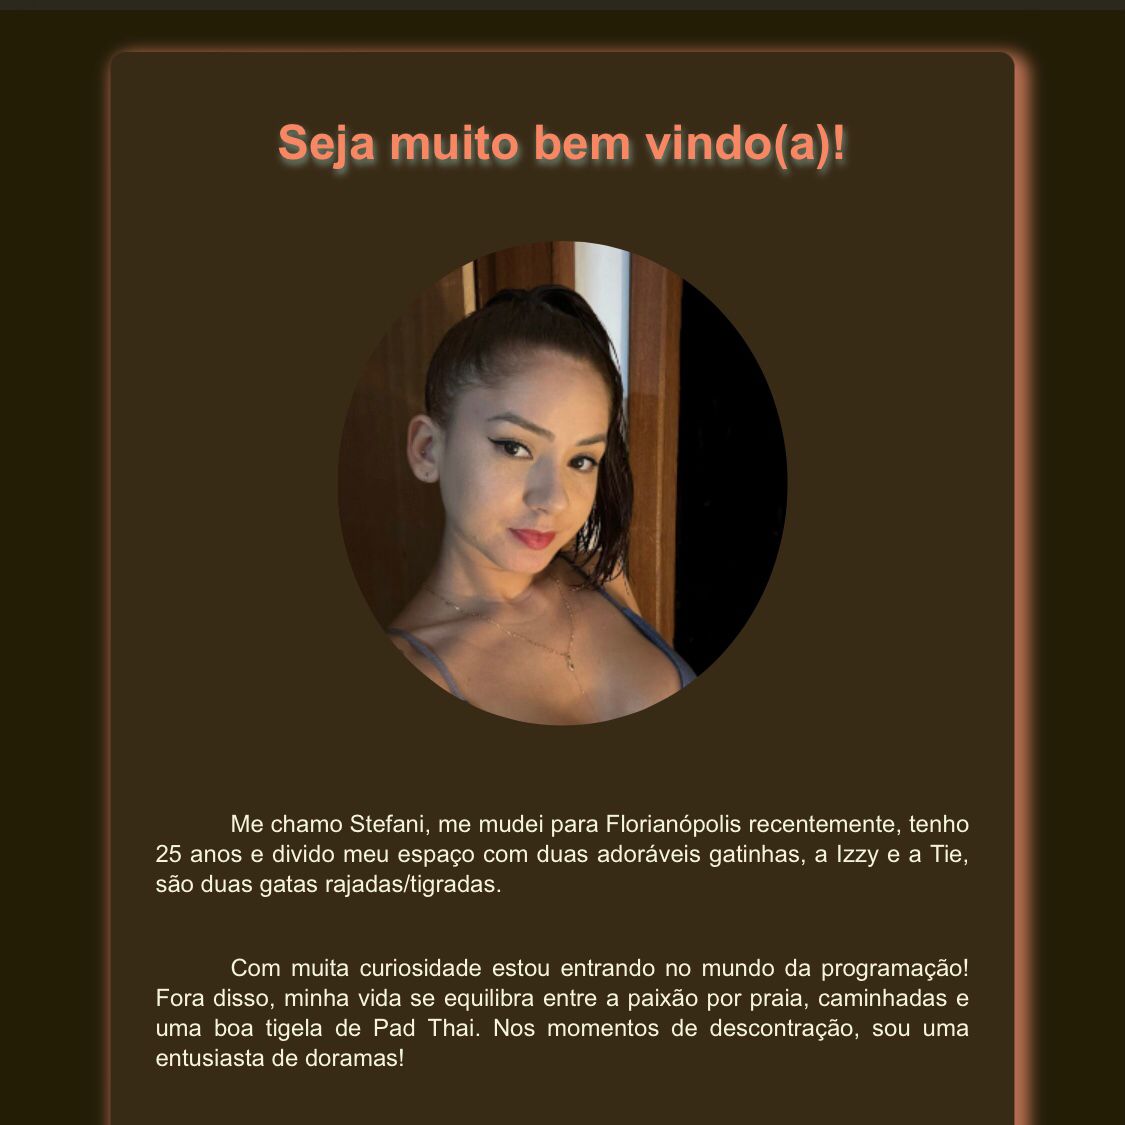 Seja muito bem vindo(a)!
Me chamo Stefani, me mudei para Florianópolis recentemente, tenho
25 anos e divido meu espaço com duas adoráveis gatinhas, a Izzy e a Tie,
são duas gatas rajadas/tigradas.
Com muita curiosidade estou entrando no mundo da programação!
Fora disso, minha vida se equilibra entre a paixão por praia, caminhadas e
uma boa tigela de Pad Thai. Nos momentos de descontração, sou uma
entusiasta de doramas!